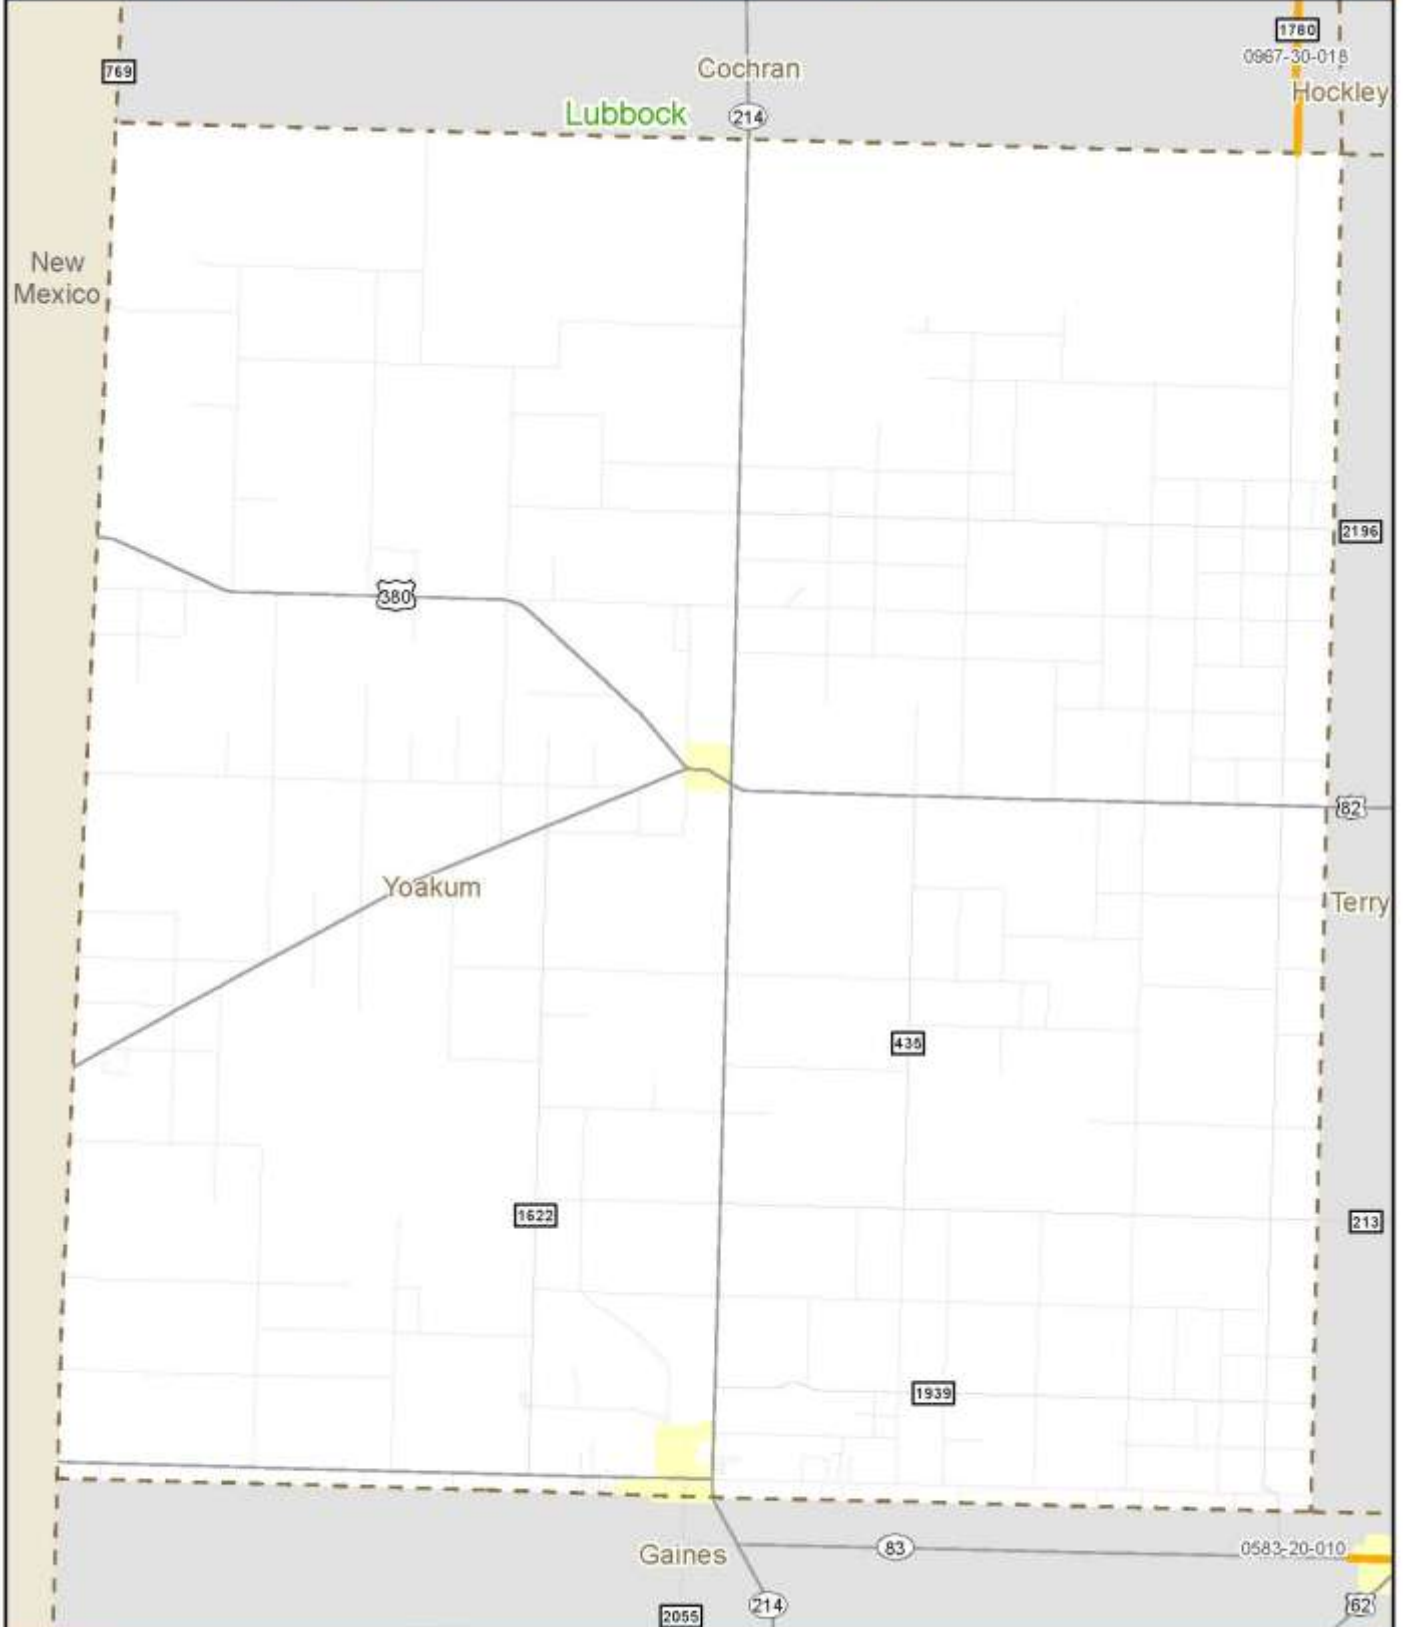 1780
0967-30-018
Cochran
769
Hockley
Lubbock
214
New
Mexico
2196
380
82
Yoakum
Terry
435
1622
213
1939
83
0583-20-010
Gaines
214
62
2055